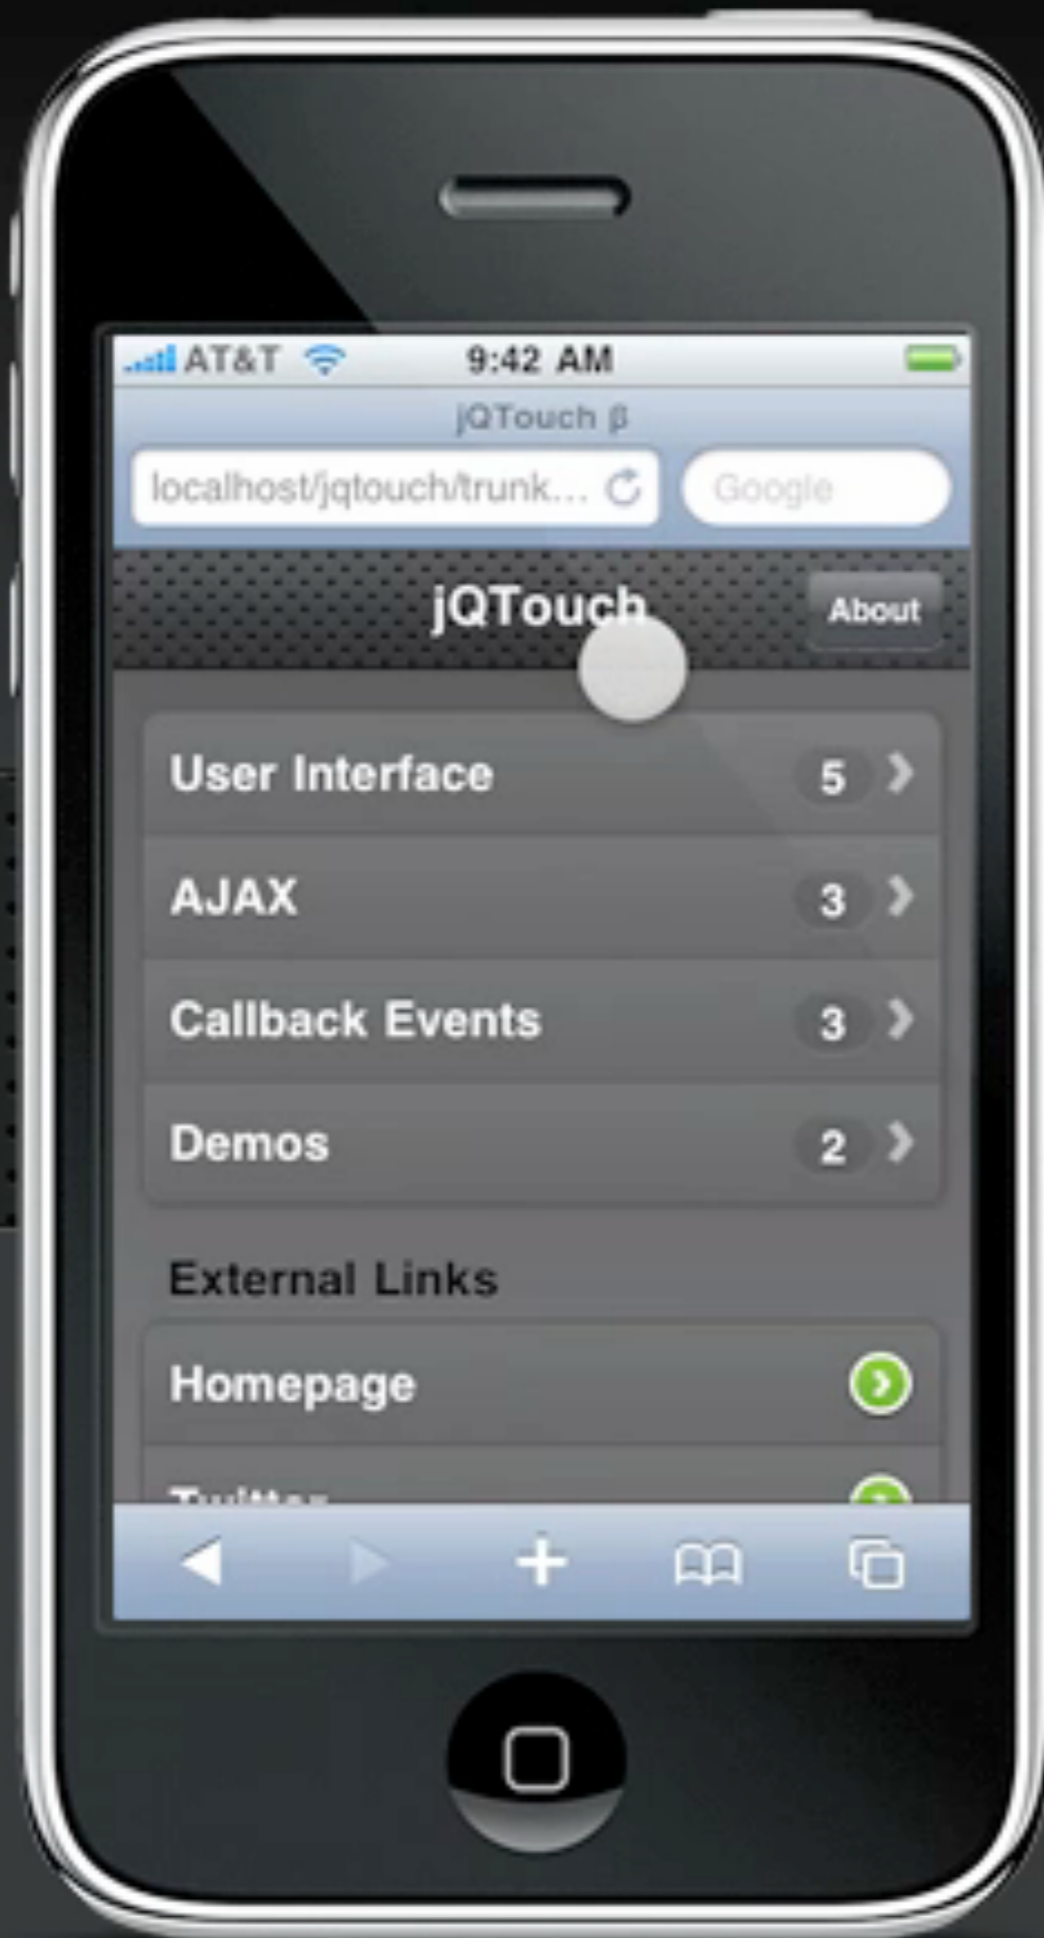 AT&T 9:42 AM
jQTouch β
localhost/jqtouch/trunk... Google
jQTouch About
User Interface 5
AJAX 3
Callback Events 3
Demos 2
External Links
Homepage
Twitter